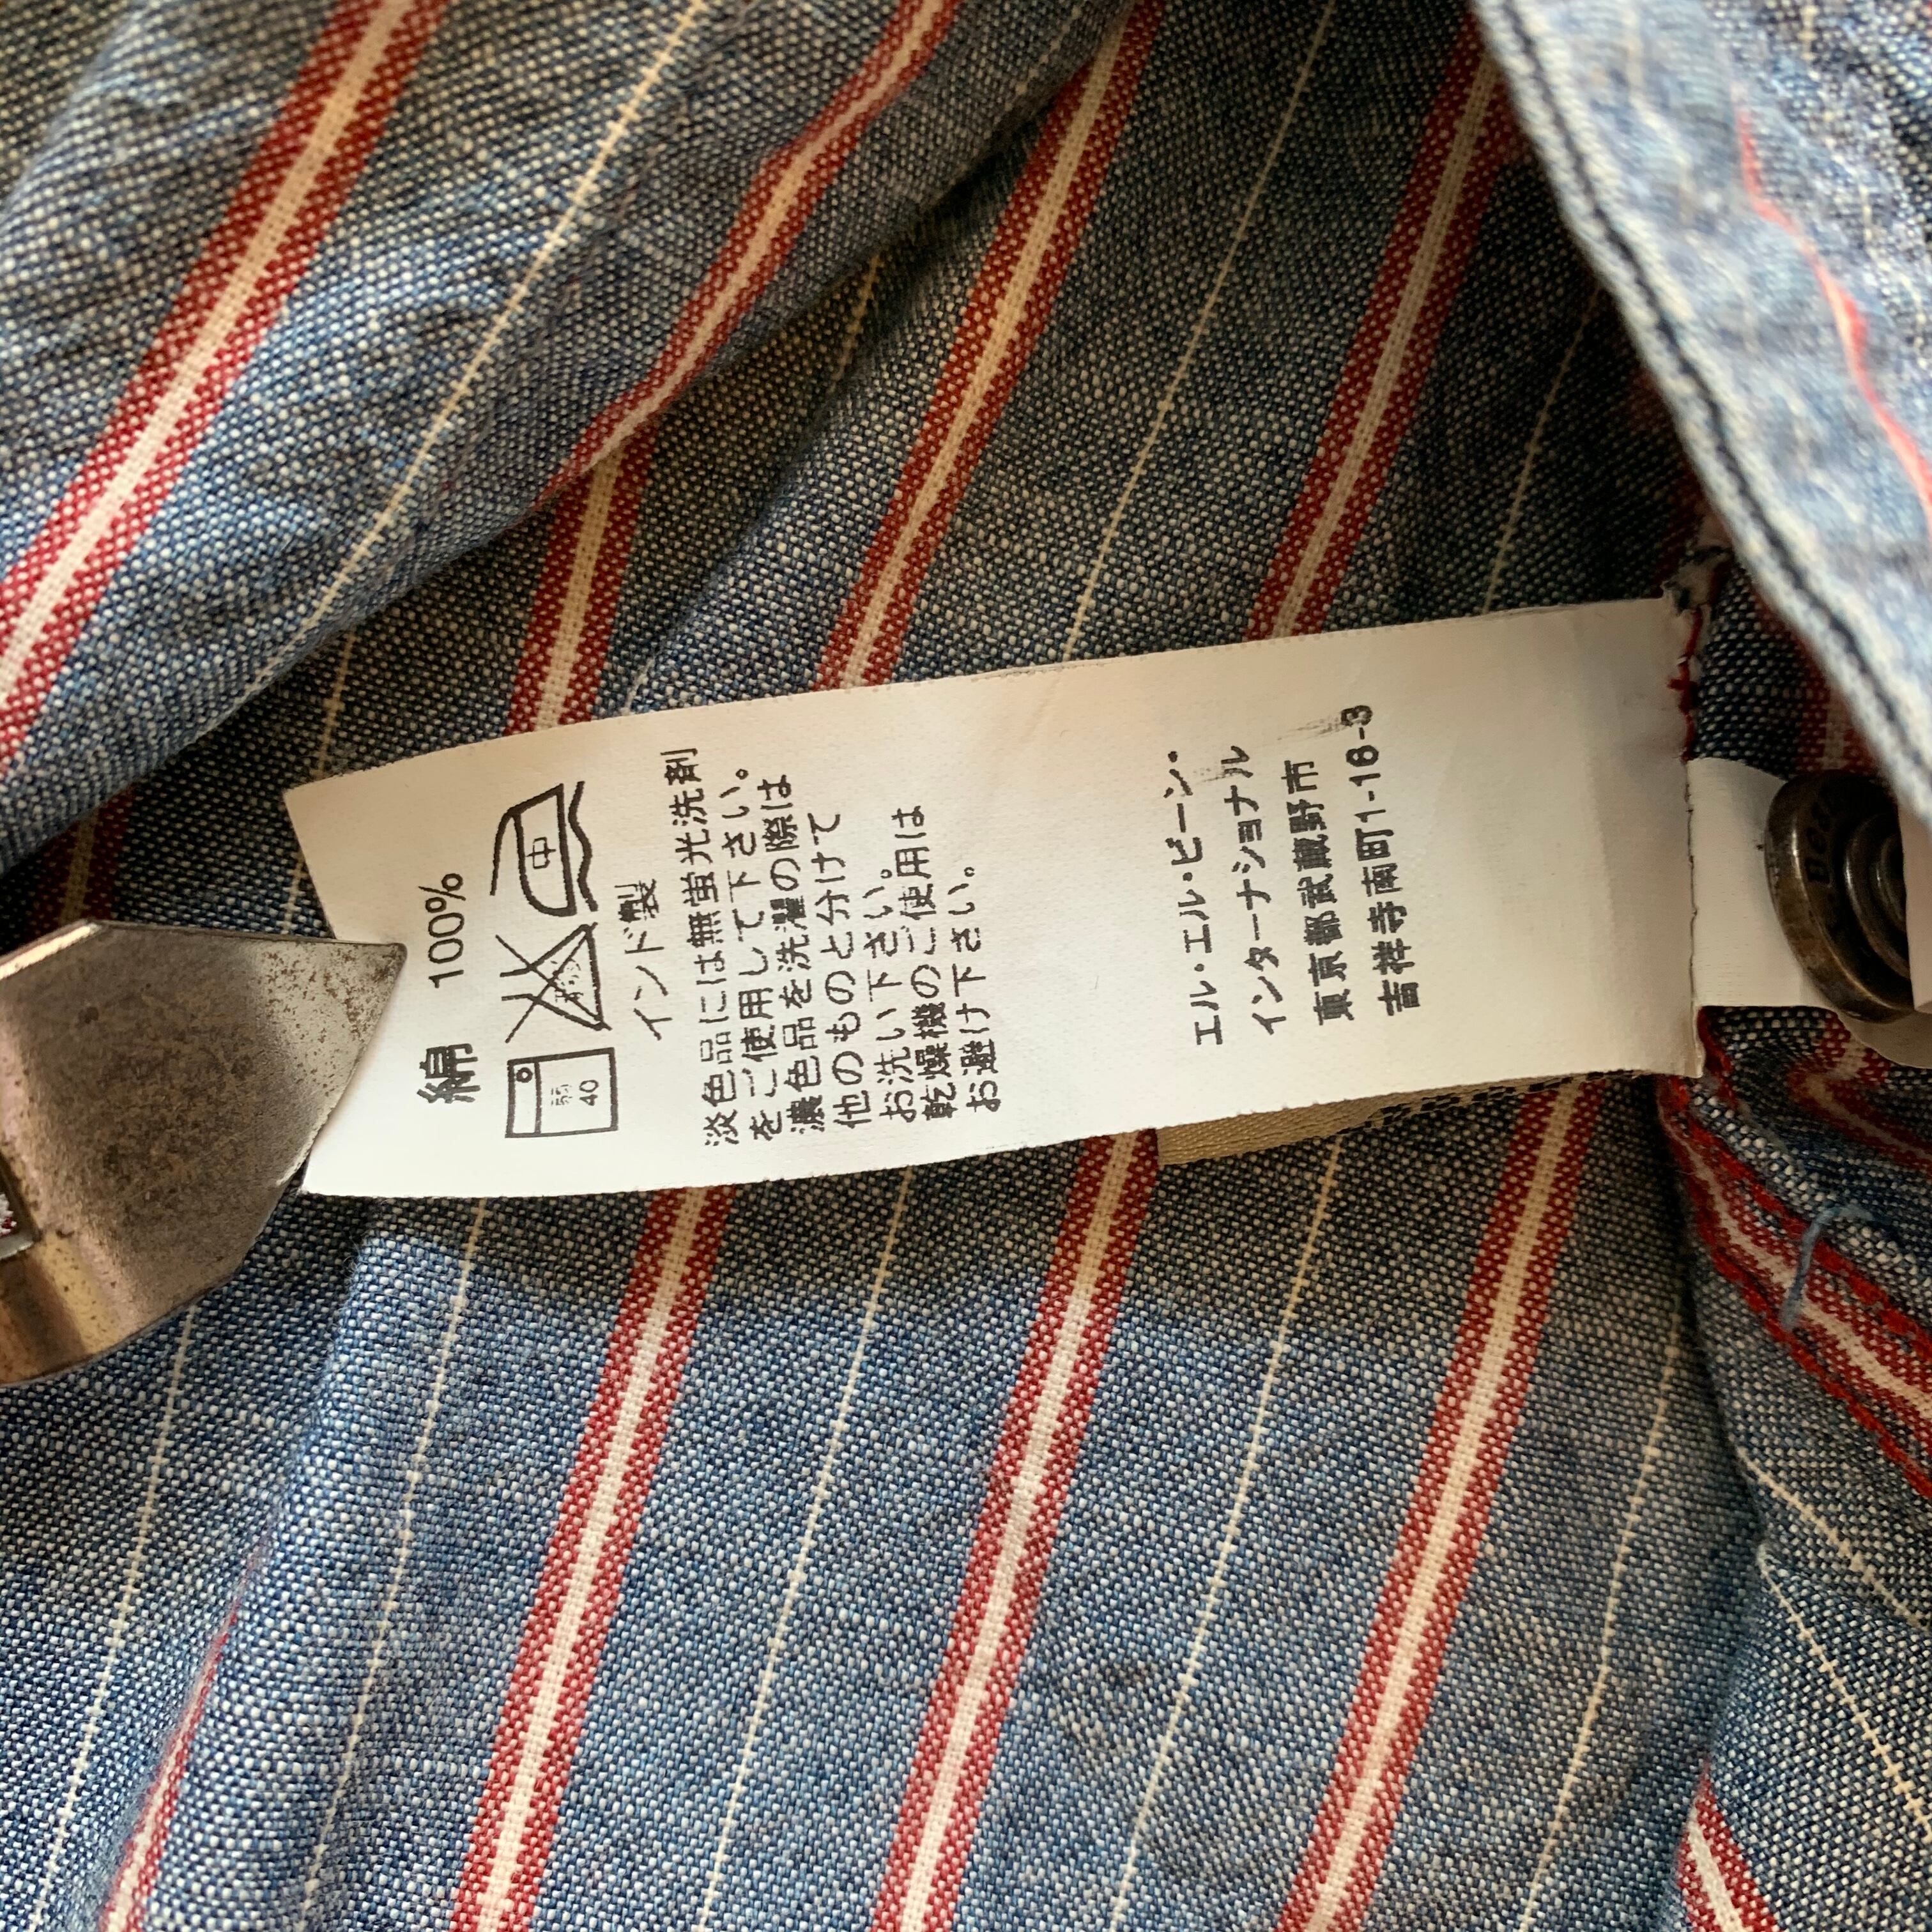 綿 100%
弱
40
中
インド製
淡色品には無蛍光洗剤
をご使用して下さい。
濃色品を洗濯の際は
他のものと分けて
お洗い下さい。
乾燥機のご使用は
お避け下さい。
エル・エル・ビーン・
インターナショナル
東京都武蔵野市
吉祥寺南町1-16-3